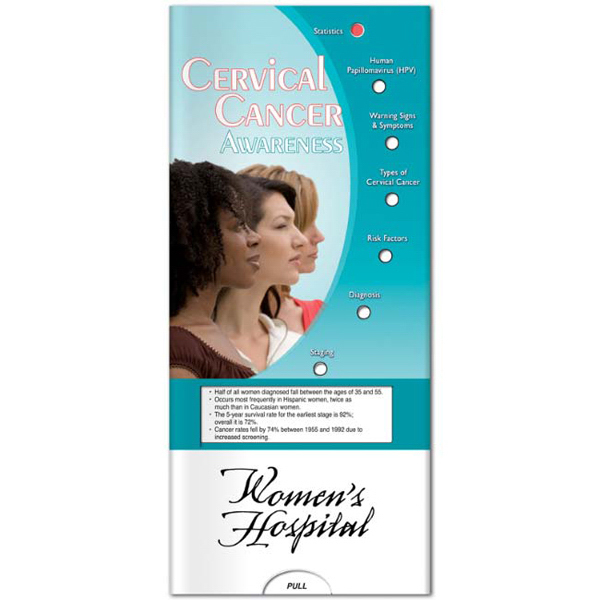 Statistics
CERVICAL
CANCER
AWARENESS
Human
Papillomavirus (HPV)
Warning Signs
& Symptoms
Types of
Cervical Cancer
Risk Factors
Diagnosis
Staging
• Half of all women diagnosed fall between the ages of 35 and 55.
• Occurs most frequently in Hispanic women, twice as
much than in Caucasian women.
• The 5-year survival rate for the earliest stage is 92%;
overall it is 72%.
• Cancer rates fell by 74% between 1955 and 1992 due to
increased screening.
Women's
Hospital
PULL